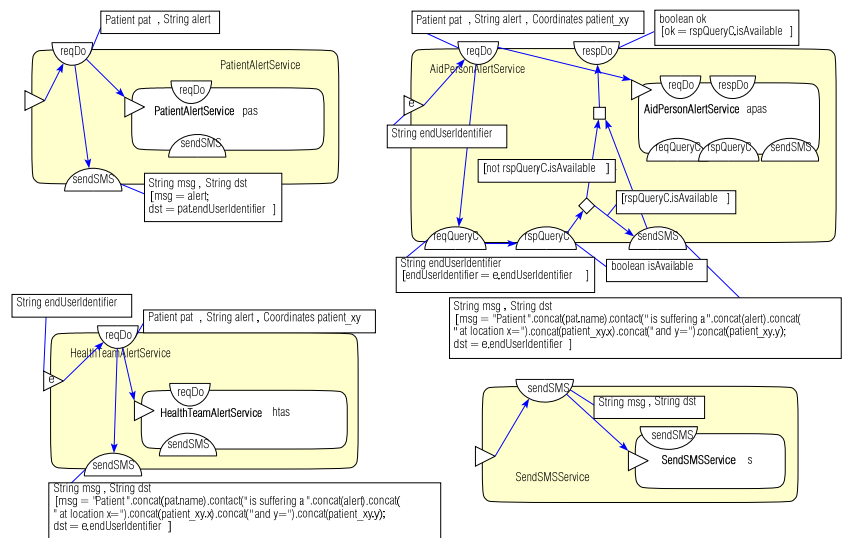 Patient pat , String alert
reqDo
PatientAlertService
reqDo
PatientAlertService pas
sendSMS
sendSMS
String msg , String dst
[msg = alert;
dst = pat.endUserIdentifier ]
Patient pat , String alert , Coordinates patient_xy
boolean ok
[ok = rspQueryC.isAvailable ]
reqDo
respDo
AidPersonAlertService
e
String endUserIdentifier
reqDo
respDo
AidPersonAlertService apas
reqQueryC
rspQueryC
sendSMS
[not rspQueryC.isAvailable ]
[rspQueryC.isAvailable ]
reqQueryC
rspQueryC
sendSMS
String endUserIdentifier
[endUserIdentifier = e.endUserIdentifier ]
boolean isAvailable
String msg , String dst
[msg = "Patient".concat(pat.name).contact(" is suffering a ".concat(alert).concat(
" at location x=").concat(patient_xy.x).concat(" and y=").concat(patient_xy.y);
dst = e.endUserIdentifier ]
String endUserIdentifier
Patient pat , String alert , Coordinates patient_xy
reqDo
HealthTeamAlertService
e
reqDo
HealthTeamAlertService htas
sendSMS
sendSMS
String msg , String dst
[msg = "Patient".concat(pat.name).contact(" is suffering a ".concat(alert).concat(
" at location x=").concat(patient_xy.x).concat(" and y=").concat(patient_xy.y);
dst = e.endUserIdentifier ]
sendSMS
String msg , String dst
sendSMS
SendSMSService s
SendSMSService